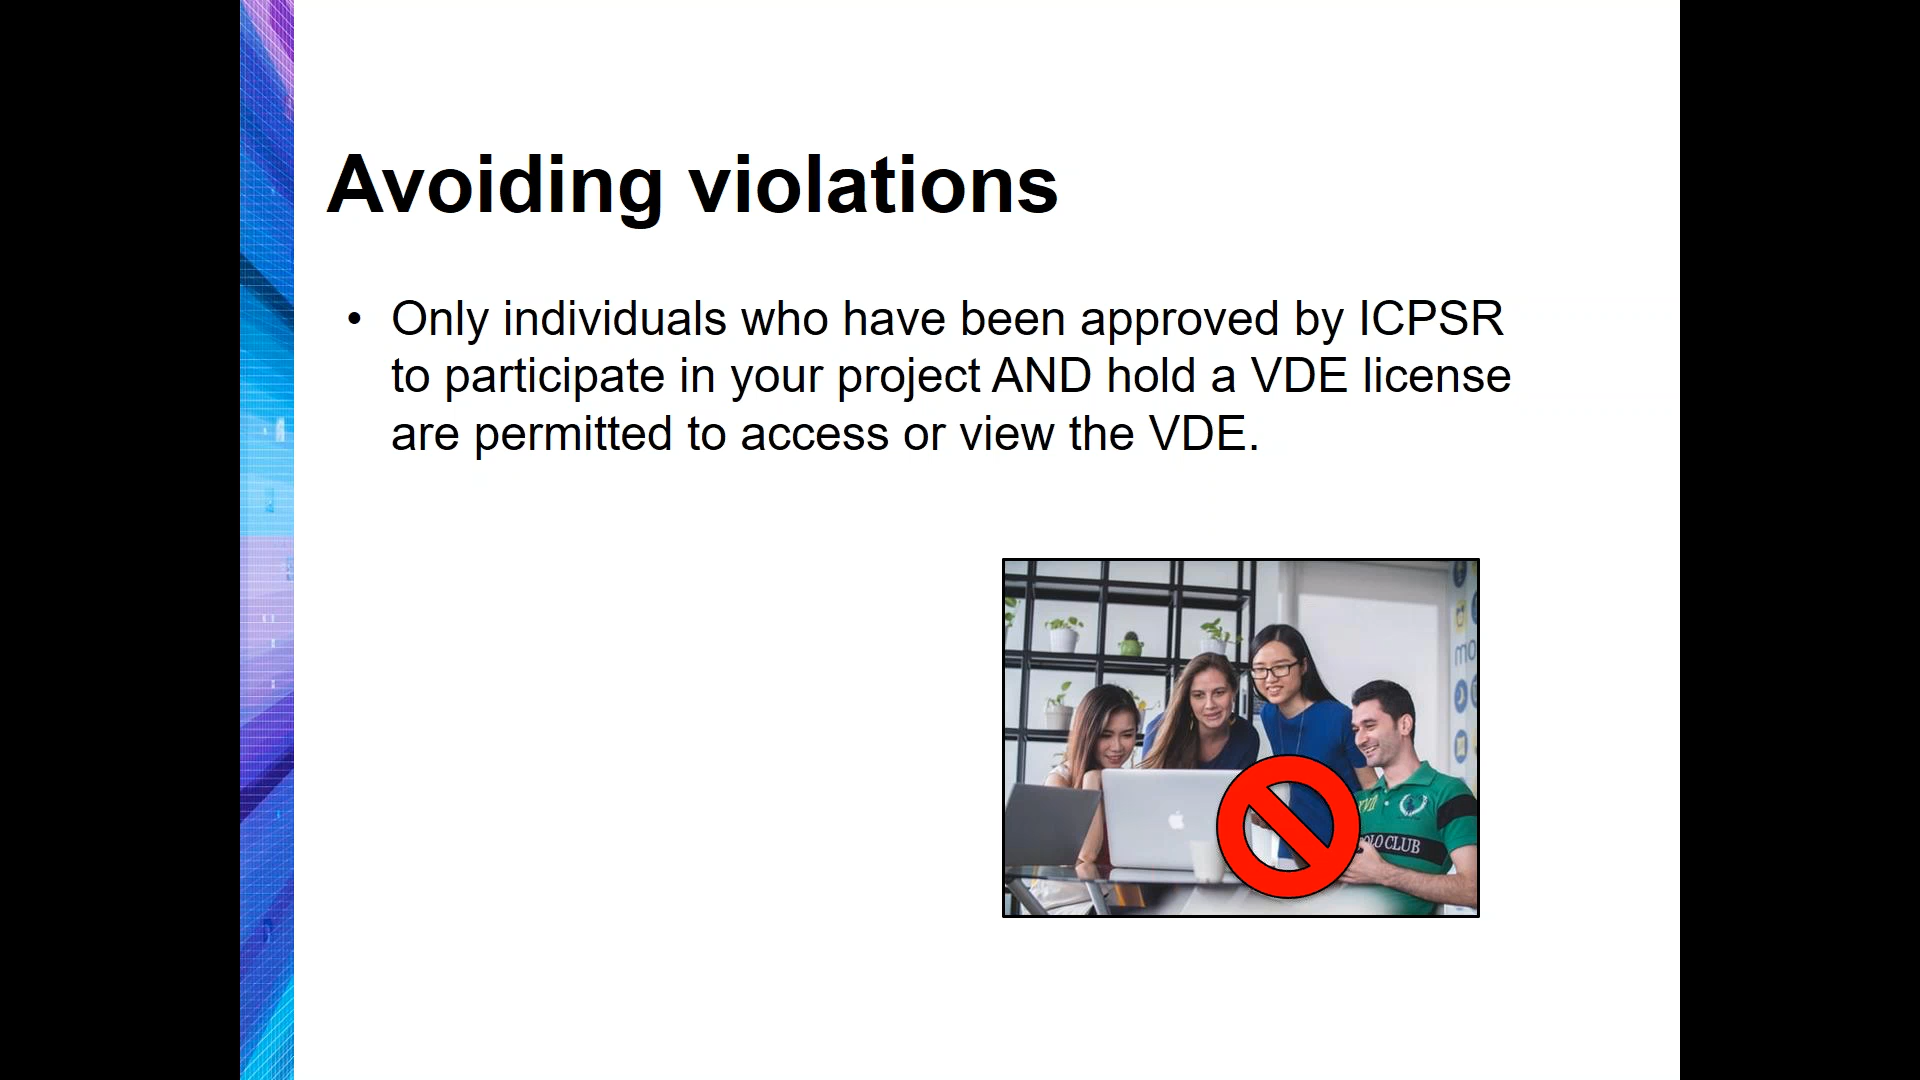 Avoiding violations
• Only individuals who have been approved by ICPSR
to participate in your project AND hold a VDE license
are permitted to access or view the VDE.
CLUB